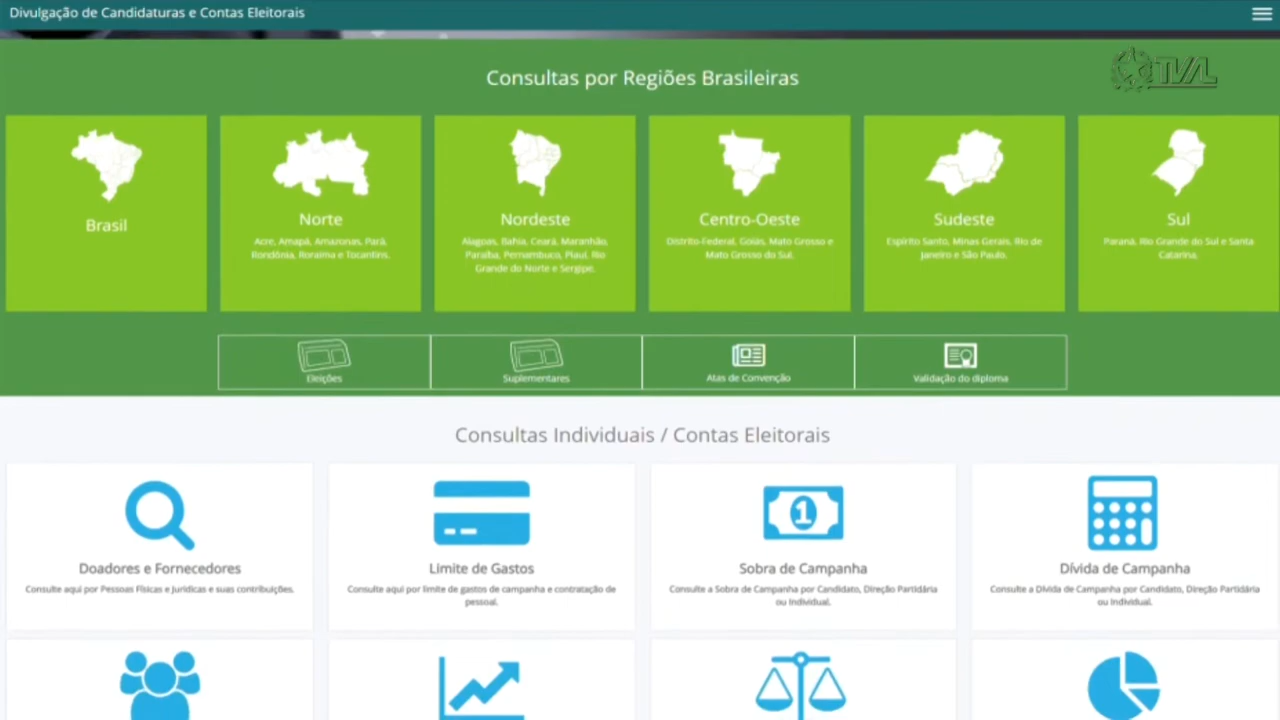 Divulgação de Candidaturas e Contas Eleitorais
TVAL
Consultas por Regiões Brasileiras
Brasil
Norte
Acre, Amapá, Amazonas, Pará,
Rondônia, Roraima e Tocantins.
Nordeste
Alagoas, Bahia, Ceará, Maranhão,
Paraíba, Pernambuco, Piauí, Rio
Grande do Norte e Sergipe.
Centro-Oeste
Distrito-Federal, Goiás, Mato Grosso e
Mato Grosso do Sul.
Sudeste
Espírito Santo, Minas Gerais, Rio de
Janeiro e São Paulo.
Sul
Paraná, Rio Grande do Sul e Santa
Catarina.
Eleições
Suplementares
Atas de Convenção
Validação do diploma
Consultas Individuais / Contas Eleitorais
Doadores e Fornecedores
Consulte aqui por Pessoas Físicas e Jurídicas e suas contribuições.
Limite de Gastos
Consulte aqui por limite de gastos de campanha e contratação de
pessoal.
1
Sobra de Campanha
Consulte a Sobra de Campanha por Candidato, Direção Partidária
ou Individual.
Dívida de Campanha
Consulte a Dívida de Campanha por Candidato, Direção Partidária
ou Individual.